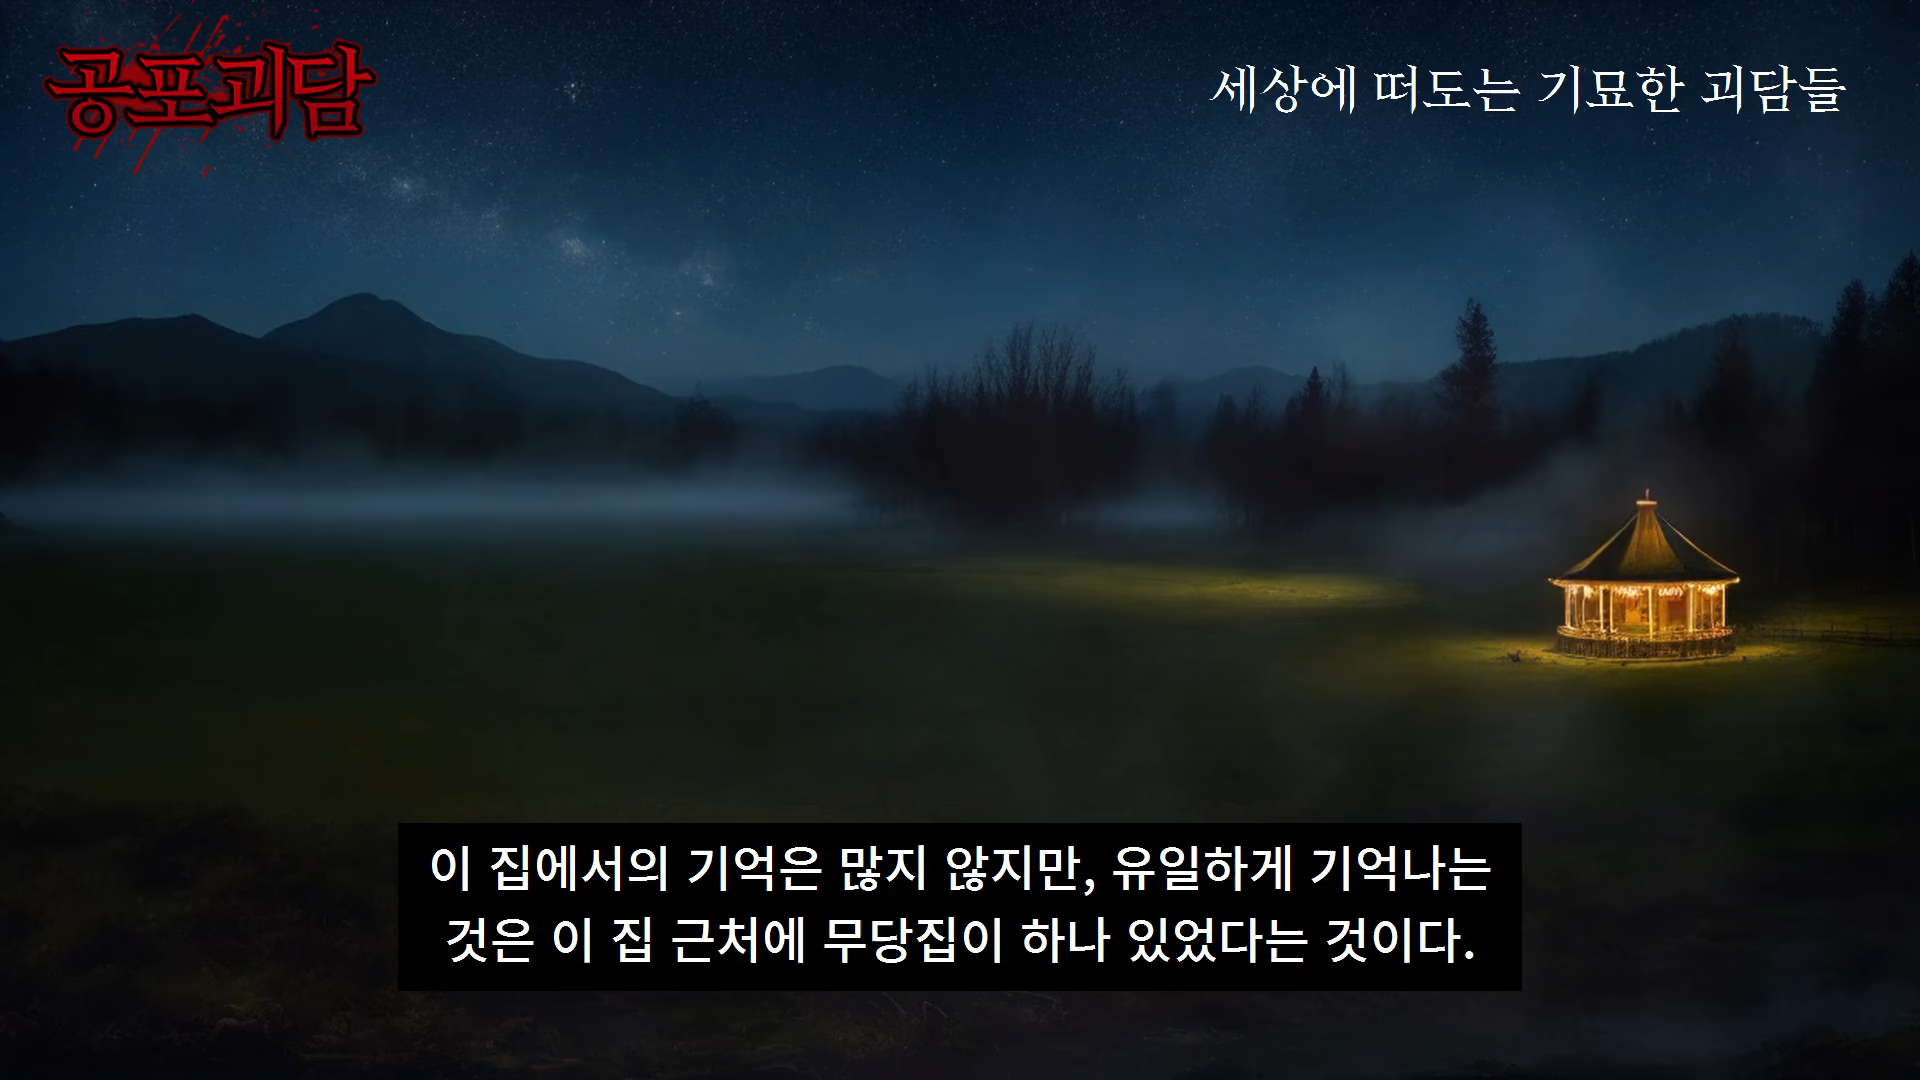 공포괴담
세상에 떠도는 기묘한 괴담들
이 집에서의 기억은 많지 않지만, 유일하게 기억나는
것은 이 집 근처에 무당집이 하나 있었다는 것이다.